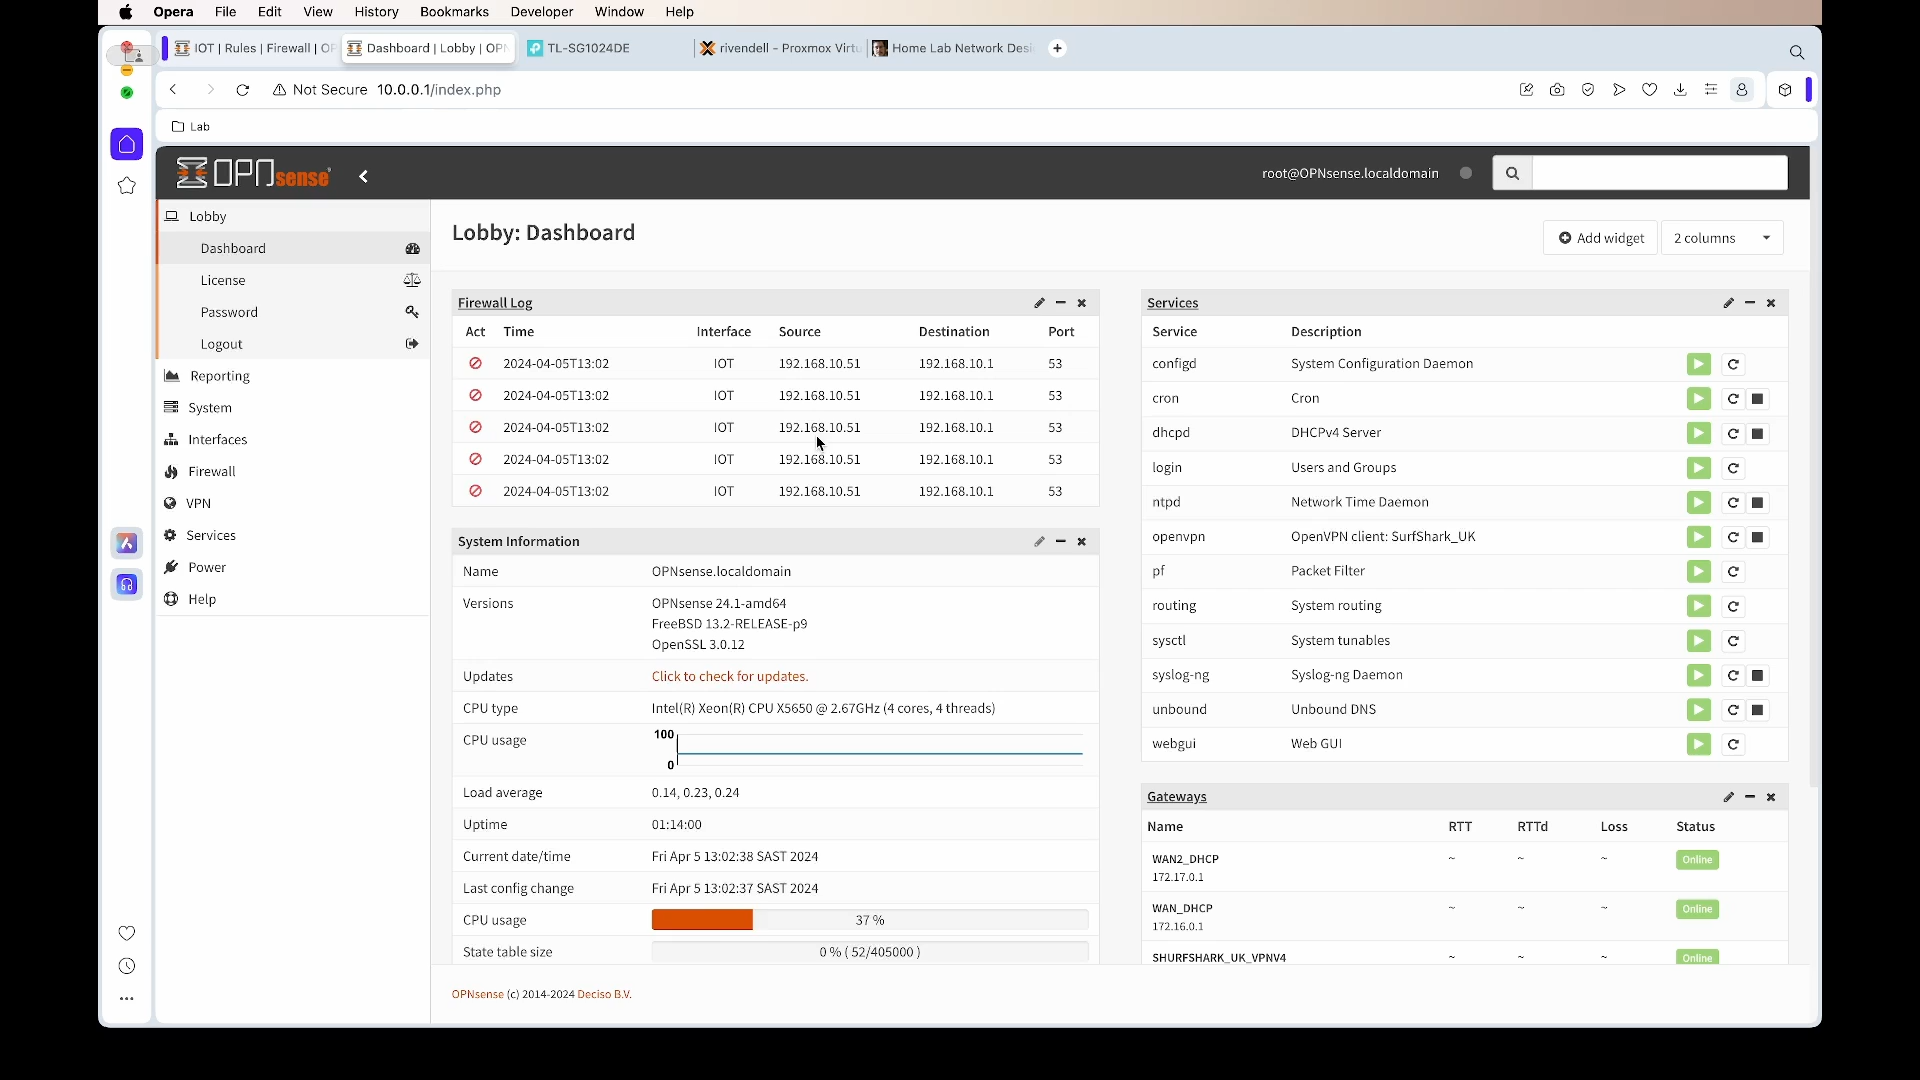 Opera File Edit View History Bookmarks Developer Window Help
IOT | Rules | Firewall | OP Dashboard | Lobby | OPN TL-SG1024DE rivendell - Proxmox Virtu Home Lab Network Desi
Not Secure 10.0.0.1/index.php
Lab
OPNsense root@OPNsense.localdomain
Lobby
Dashboard
License
Password
Logout
Reporting
System
Interfaces
Firewall
VPN
Services
Power
Help
Lobby: Dashboard
Add widget 2 columns
Firewall Log
Act Time Interface Source Destination Port
2024-04-05T13:02 IOT 192.168.10.51 192.168.10.1 53
2024-04-05T13:02 IOT 192.168.10.51 192.168.10.1 53
2024-04-05T13:02 IOT 192.168.10.51 192.168.10.1 53
2024-04-05T13:02 IOT 192.168.10.51 192.168.10.1 53
2024-04-05T13:02 IOT 192.168.10.51 192.168.10.1 53
System Information
Name OPNsense.localdomain
Versions OPNsense 24.1-amd64
FreeBSD 13.2-RELEASE-p9
OpenSSL 3.0.12
Updates Click to check for updates.
CPU type Intel(R) Xeon(R) CPU X5650 @ 2.67GHz (4 cores, 4 threads)
CPU usage 100
0
Load average 0.14, 0.23, 0.24
Uptime 01:14:00
Current date/time Fri Apr 5 13:02:38 SAST 2024
Last config change Fri Apr 5 13:02:37 SAST 2024
CPU usage 37 %
State table size 0 % ( 52/405000 )
Services
Service Description
configd System Configuration Daemon
cron Cron
dhcpd DHCPv4 Server
login Users and Groups
ntpd Network Time Daemon
openvpn OpenVPN client: SurfShark_UK
pf Packet Filter
routing System routing
sysctl System tunables
syslog-ng Syslog-ng Daemon
unbound Unbound DNS
webgui Web GUI
Gateways
Name RTT RTTd Loss Status
WAN2_DHCP ~ ~ ~ Online
172.17.0.1
WAN_DHCP ~ ~ ~ Online
172.16.0.1
SHURFSHARK_UK_VPNV4 ~ ~ ~ Online
OPNsense (c) 2014-2024 Deciso B.V.